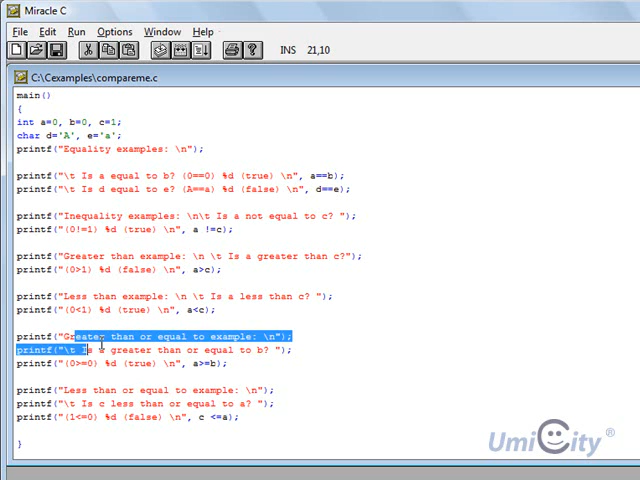 Miracle C
File Edit Run Options Window Help
INS 21,10
C:\Cexamples\compareme.c
main()
{
int a=0, b=0, c=1;
char d='A', e='a';
printf("Equality examples: \n");
printf("\t Is a equal to b? (0==0) %d (true) \n", a==b);
printf("\t Is d equal to e? (A==a) %d (false) \n", d==e);
printf("Inequality examples: \n\t Is a not equal to c? ");
printf("(0!=1) %d (true) \n", a !=c);
printf("Greater than example: \n \t Is a greater than c?");
printf("(0>1) %d (false) \n", a>c);
printf("Less than example: \n \t Is a less than c? ");
printf("(0<1) %d (true) \n", a<c);
printf("Greater than or equal to example: \n");
printf("\t Is a greater than or equal to b? ");
printf("(0>=0) %d (true) \n", a>=b);
printf("Less than or equal to example: \n");
printf("\t Is c less than or equal to a? ");
printf("(1<=0) %d (false) \n", c <=a);
}
UmiCity ®